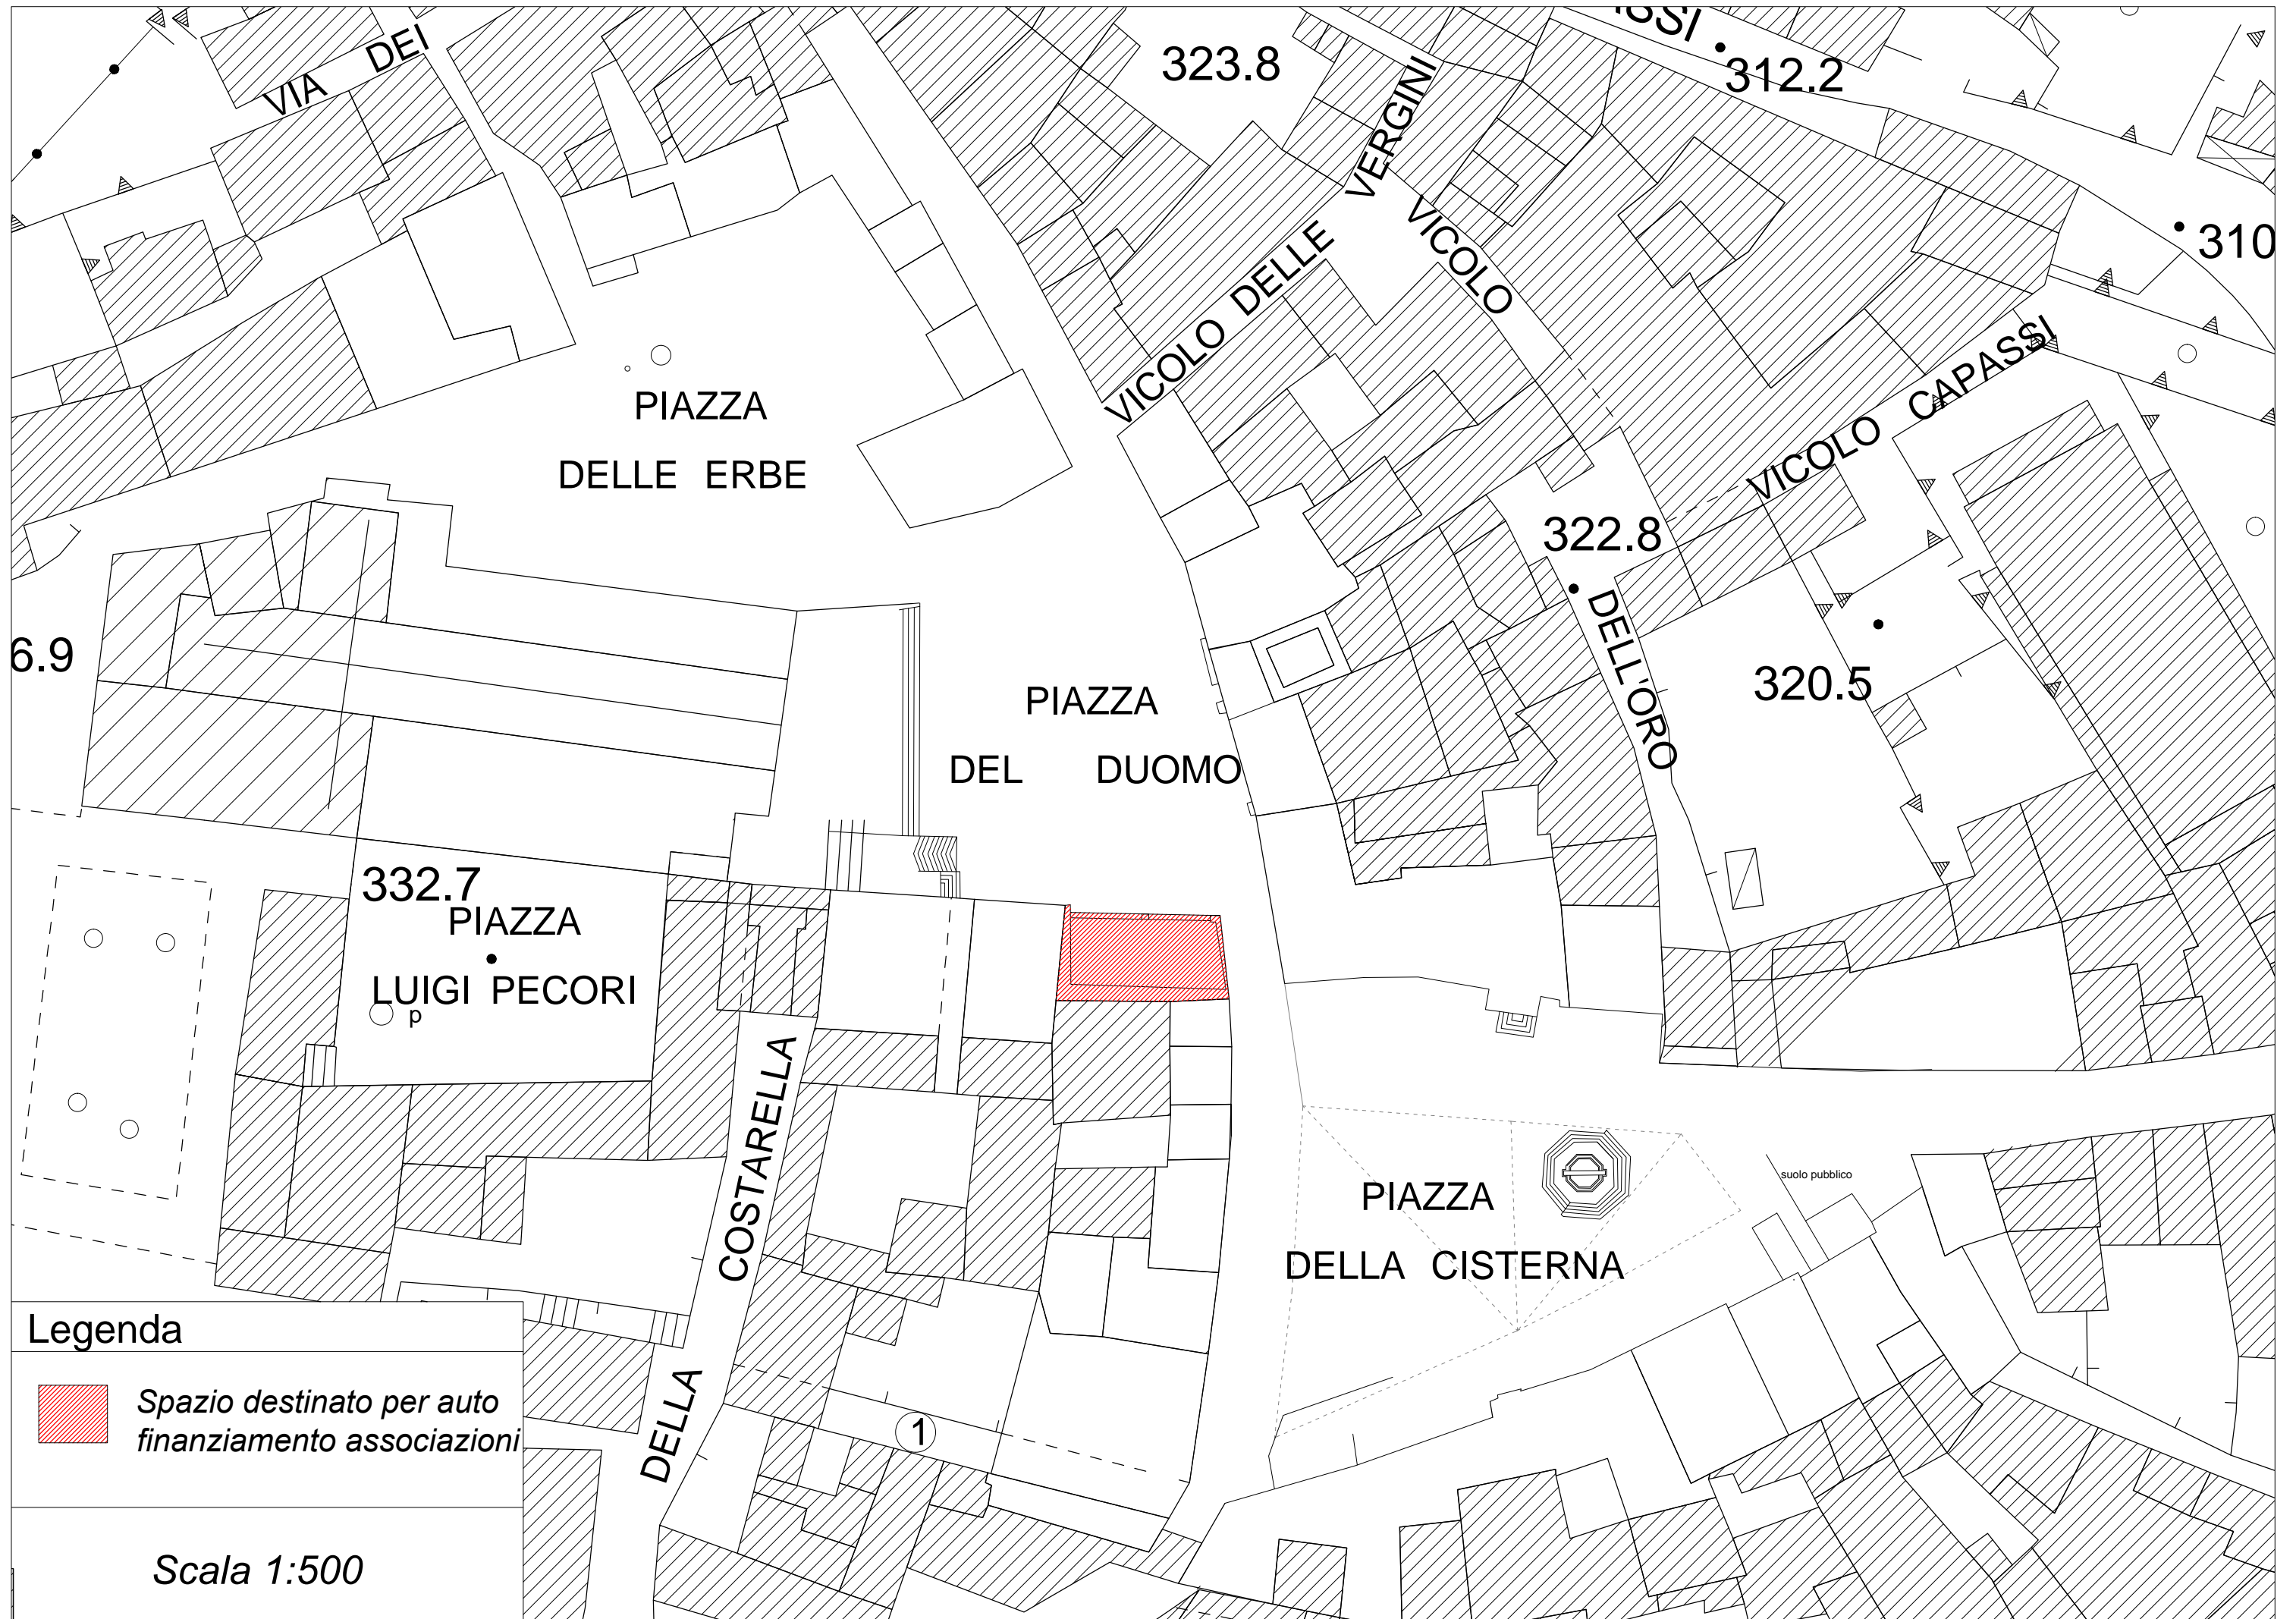 VIA DEI
323.8
312.2
310
VICOLO DELLE VERGINI
VICOLO
DELL'ORO
VICOLO CAPASSI
PIAZZA
DELLE ERBE
322.8
320.5
6.9
PIAZZA
DEL DUOMO
332.7
PIAZZA
LUIGI PECORI
p
DELLA COSTARELLA
PIAZZA
DELLA CISTERNA
suolo pubblico
1
Legenda
Spazio destinato per auto
finanziamento associazioni
Scala 1:500